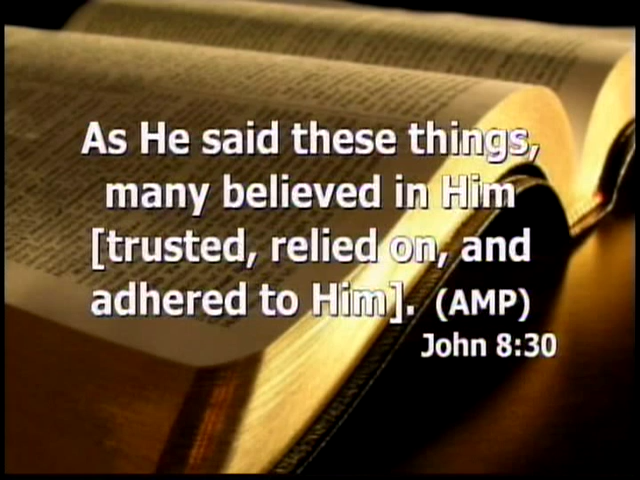 As He said these things,
many believed in Him
[trusted, relied on, and
adhered to Him]. (AMP)
John 8:30